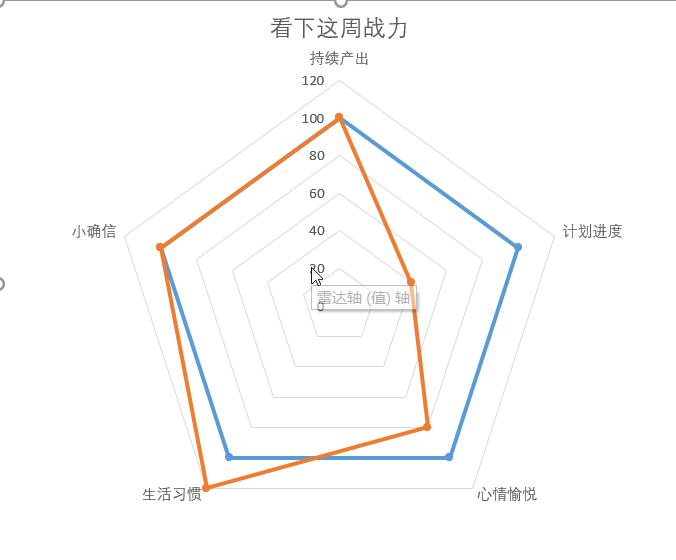 看下这周战力
持续产出
120
100
80
60
40
20
0
小确信
计划进度
雷达轴 (值) 轴
生活习惯
心情愉悦